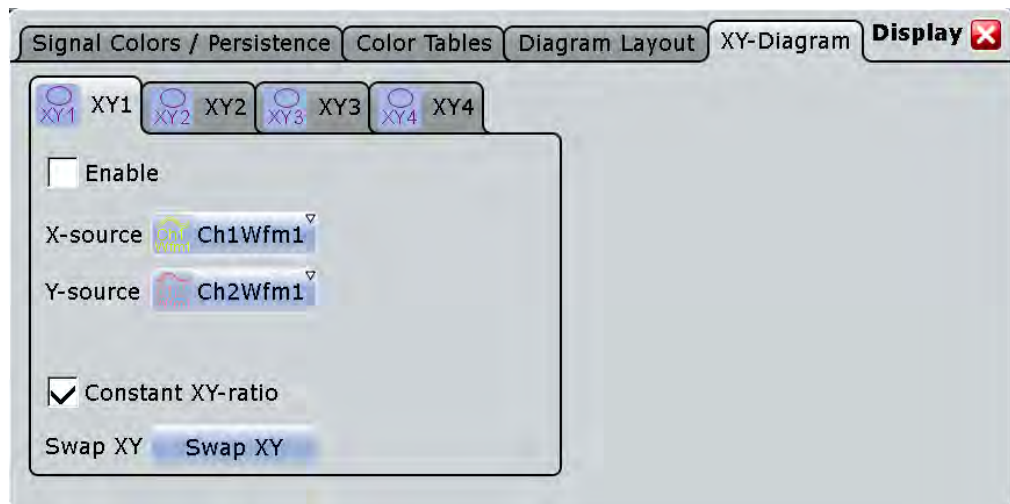 Signal Colors / Persistence Color Tables Diagram Layout XY-Diagram Display
XY1 XY1 XY2 XY2 XY3 XY3 XY4 XY4
Enable
X-source Ch1Wfm1
Y-source Ch2Wfm1
Constant XY-ratio
Swap XY Swap XY